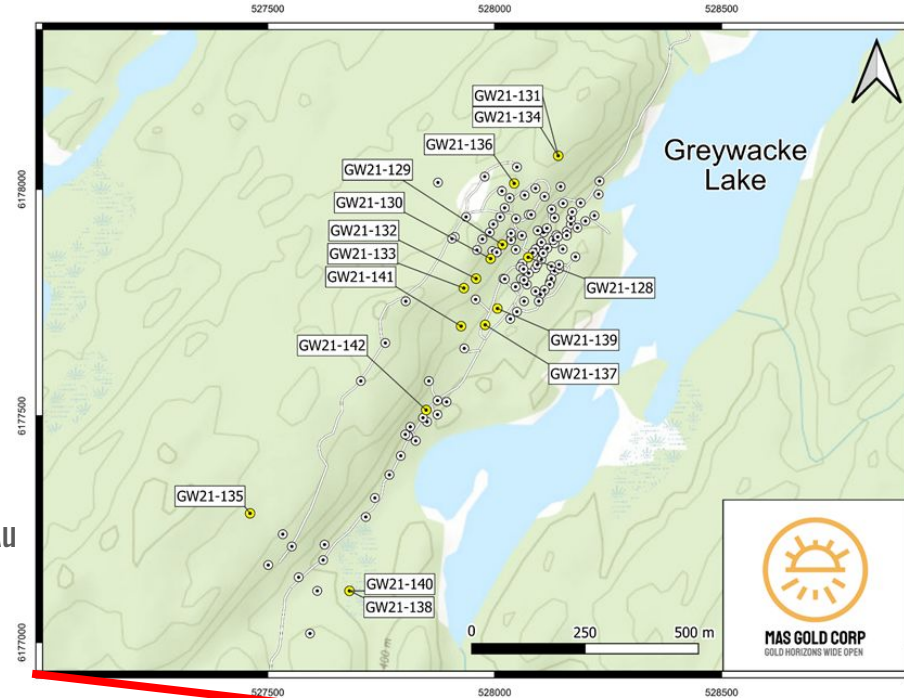 527500 528000 528500
6178000
6177500
6177000
GW21-131
GW21-134
GW21-136
GW21-129
GW21-130
GW21-132
GW21-133
GW21-141
GW21-128
GW21-139
GW21-137
GW21-142
GW21-135
GW21-140
GW21-138
Greywacke
Lake
400 m
0 250 500 m
MAS GOLD CORP
GOLD HORIZONS WIDE OPEN
527500 528000 528500